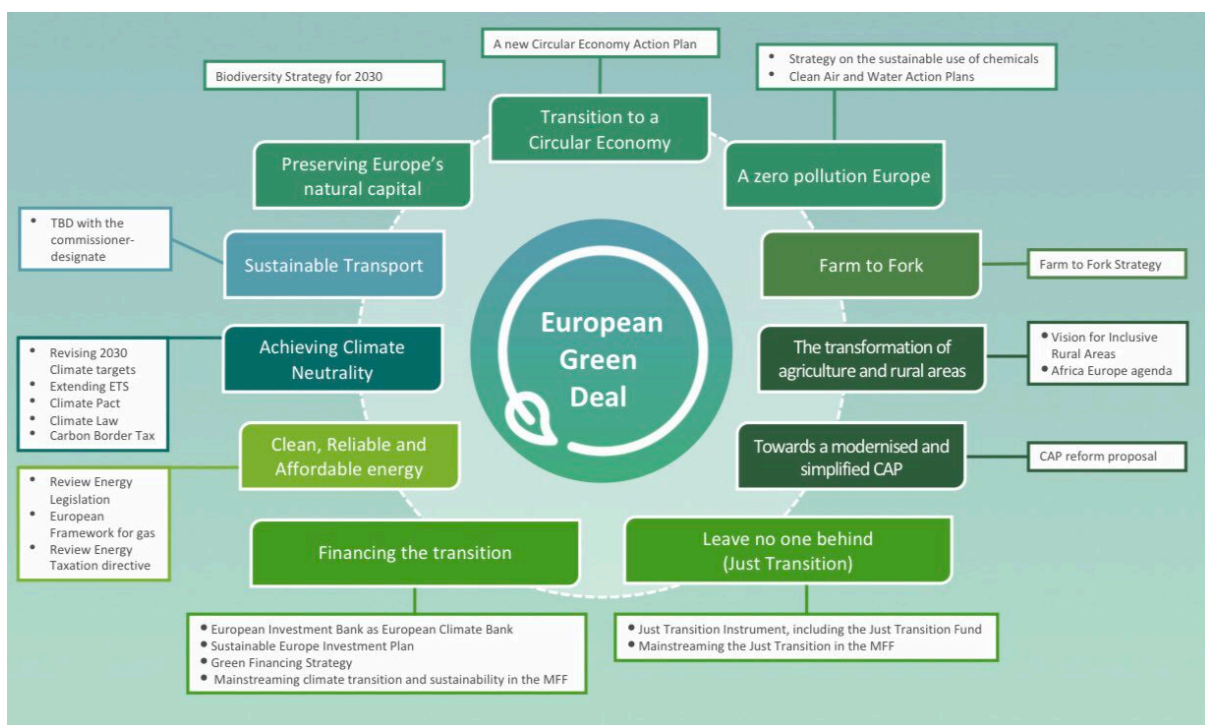 A new Circular Economy Action Plan
Biodiversity Strategy for 2030
• Strategy on the sustainable use of chemicals
• Clean Air and Water Action Plans
Transition to a
Circular Economy
Preserving Europe's
natural capital
A zero pollution Europe
• TBD with the
commissioner-
designate
Sustainable Transport
Farm to Fork
Farm to Fork Strategy
European
Green
Deal
Achieving Climate
Neutrality
• Revising 2030
Climate targets
• Extending ETS
• Climate Pact
• Climate Law
• Carbon Border Tax
The transformation of
agriculture and rural areas
• Vision for Inclusive
Rural Areas
• Africa Europe agenda
Clean, Reliable and
Affordable energy
• Review Energy
Legislation
• European
Framework for gas
• Review Energy
Taxation directive
Towards a modernised and
simplified CAP
CAP reform proposal
Financing the transition
Leave no one behind
(Just Transition)
• European Investment Bank as European Climate Bank
• Sustainable Europe Investment Plan
• Green Financing Strategy
• Mainstreaming climate transition and sustainability in the MFF
• Just Transition Instrument, including the Just Transition Fund
• Mainstreaming the Just Transition in the MFF